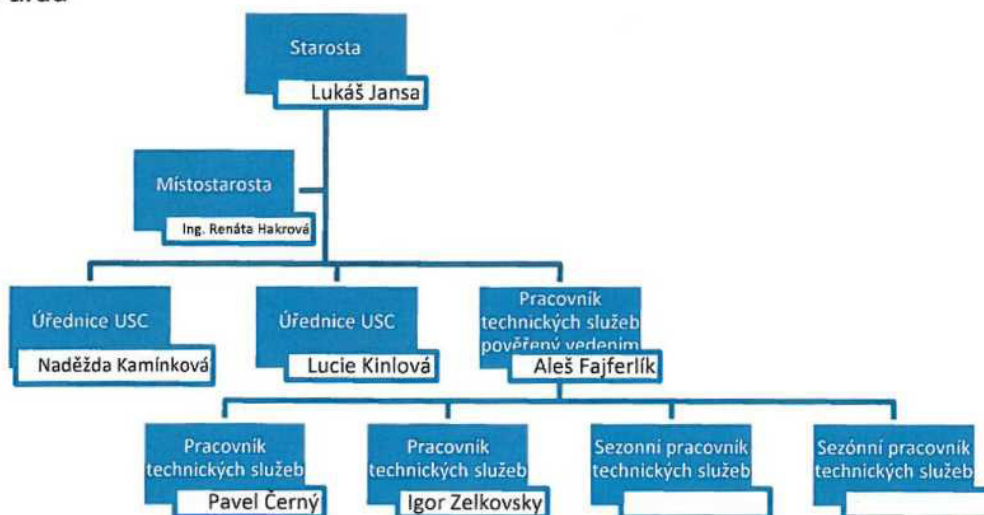 Starosta
Lukáš Jansa
Místostarosta
Ing. Renáta Hakrová
Úřednice USC
Naděžda Kamínková
Úřednice USC
Lucie Kinlová
Pracovník
technických služeb
pověřený vedením
Aleš Fajferlík
Pracovník
technických služeb
Pavel Černý
Pracovník
technických služeb
Igor Zelkovsky
Sezonní pracovník
technických služeb
Sezónní pracovník
technických služeb